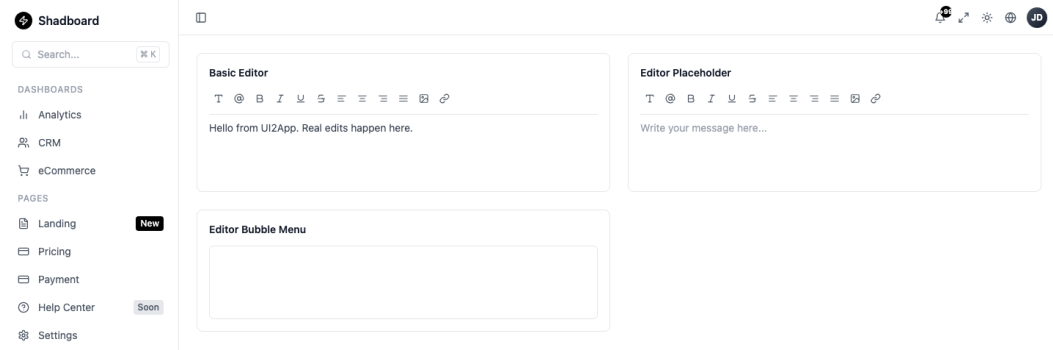 Shadboard
Search...
⌘ K
DASHBOARDS
Analytics
CRM
eCommerce
PAGES
Landing
New
Pricing
Payment
Help Center
Soon
Settings
+99
JD
Basic Editor
Hello from UI2App. Real edits happen here.
Editor Placeholder
Write your message here...
Editor Bubble Menu